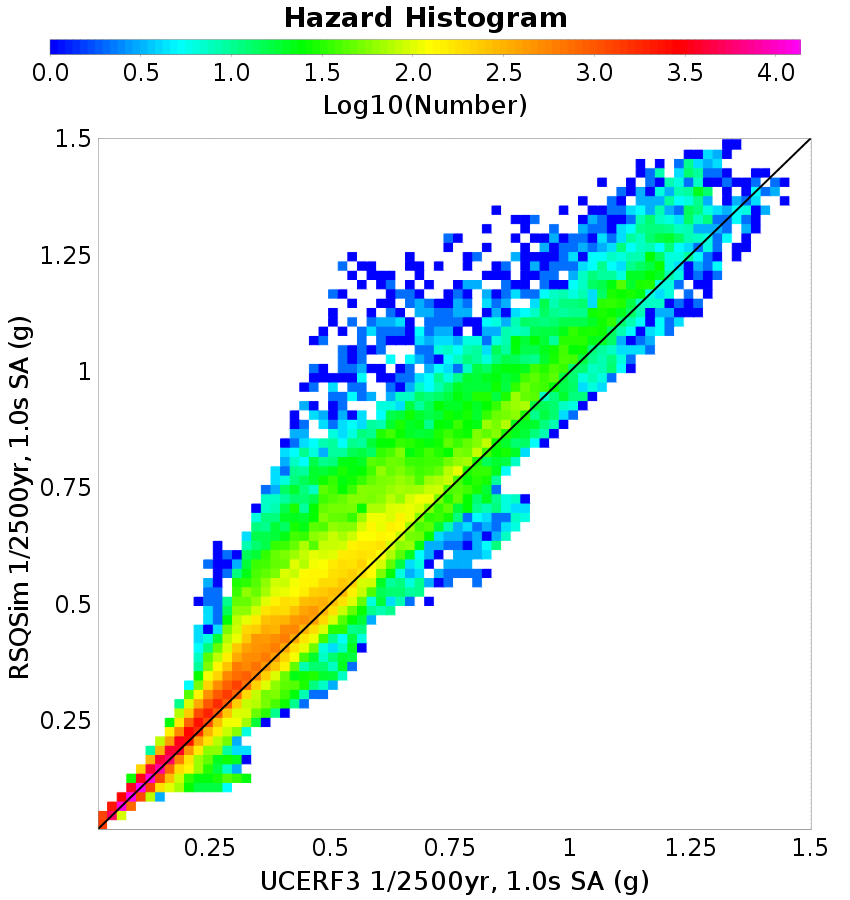 Hazard Histogram
0.0 0.5 1.0 1.5 2.0 2.5 3.0 3.5 4.0
Log10(Number)
1.5
1.25
1
0.75
0.5
0.25
RSQSim 1/2500yr, 1.0s SA (g)
0.25 0.5 0.75 1 1.25 1.5
UCERF3 1/2500yr, 1.0s SA (g)